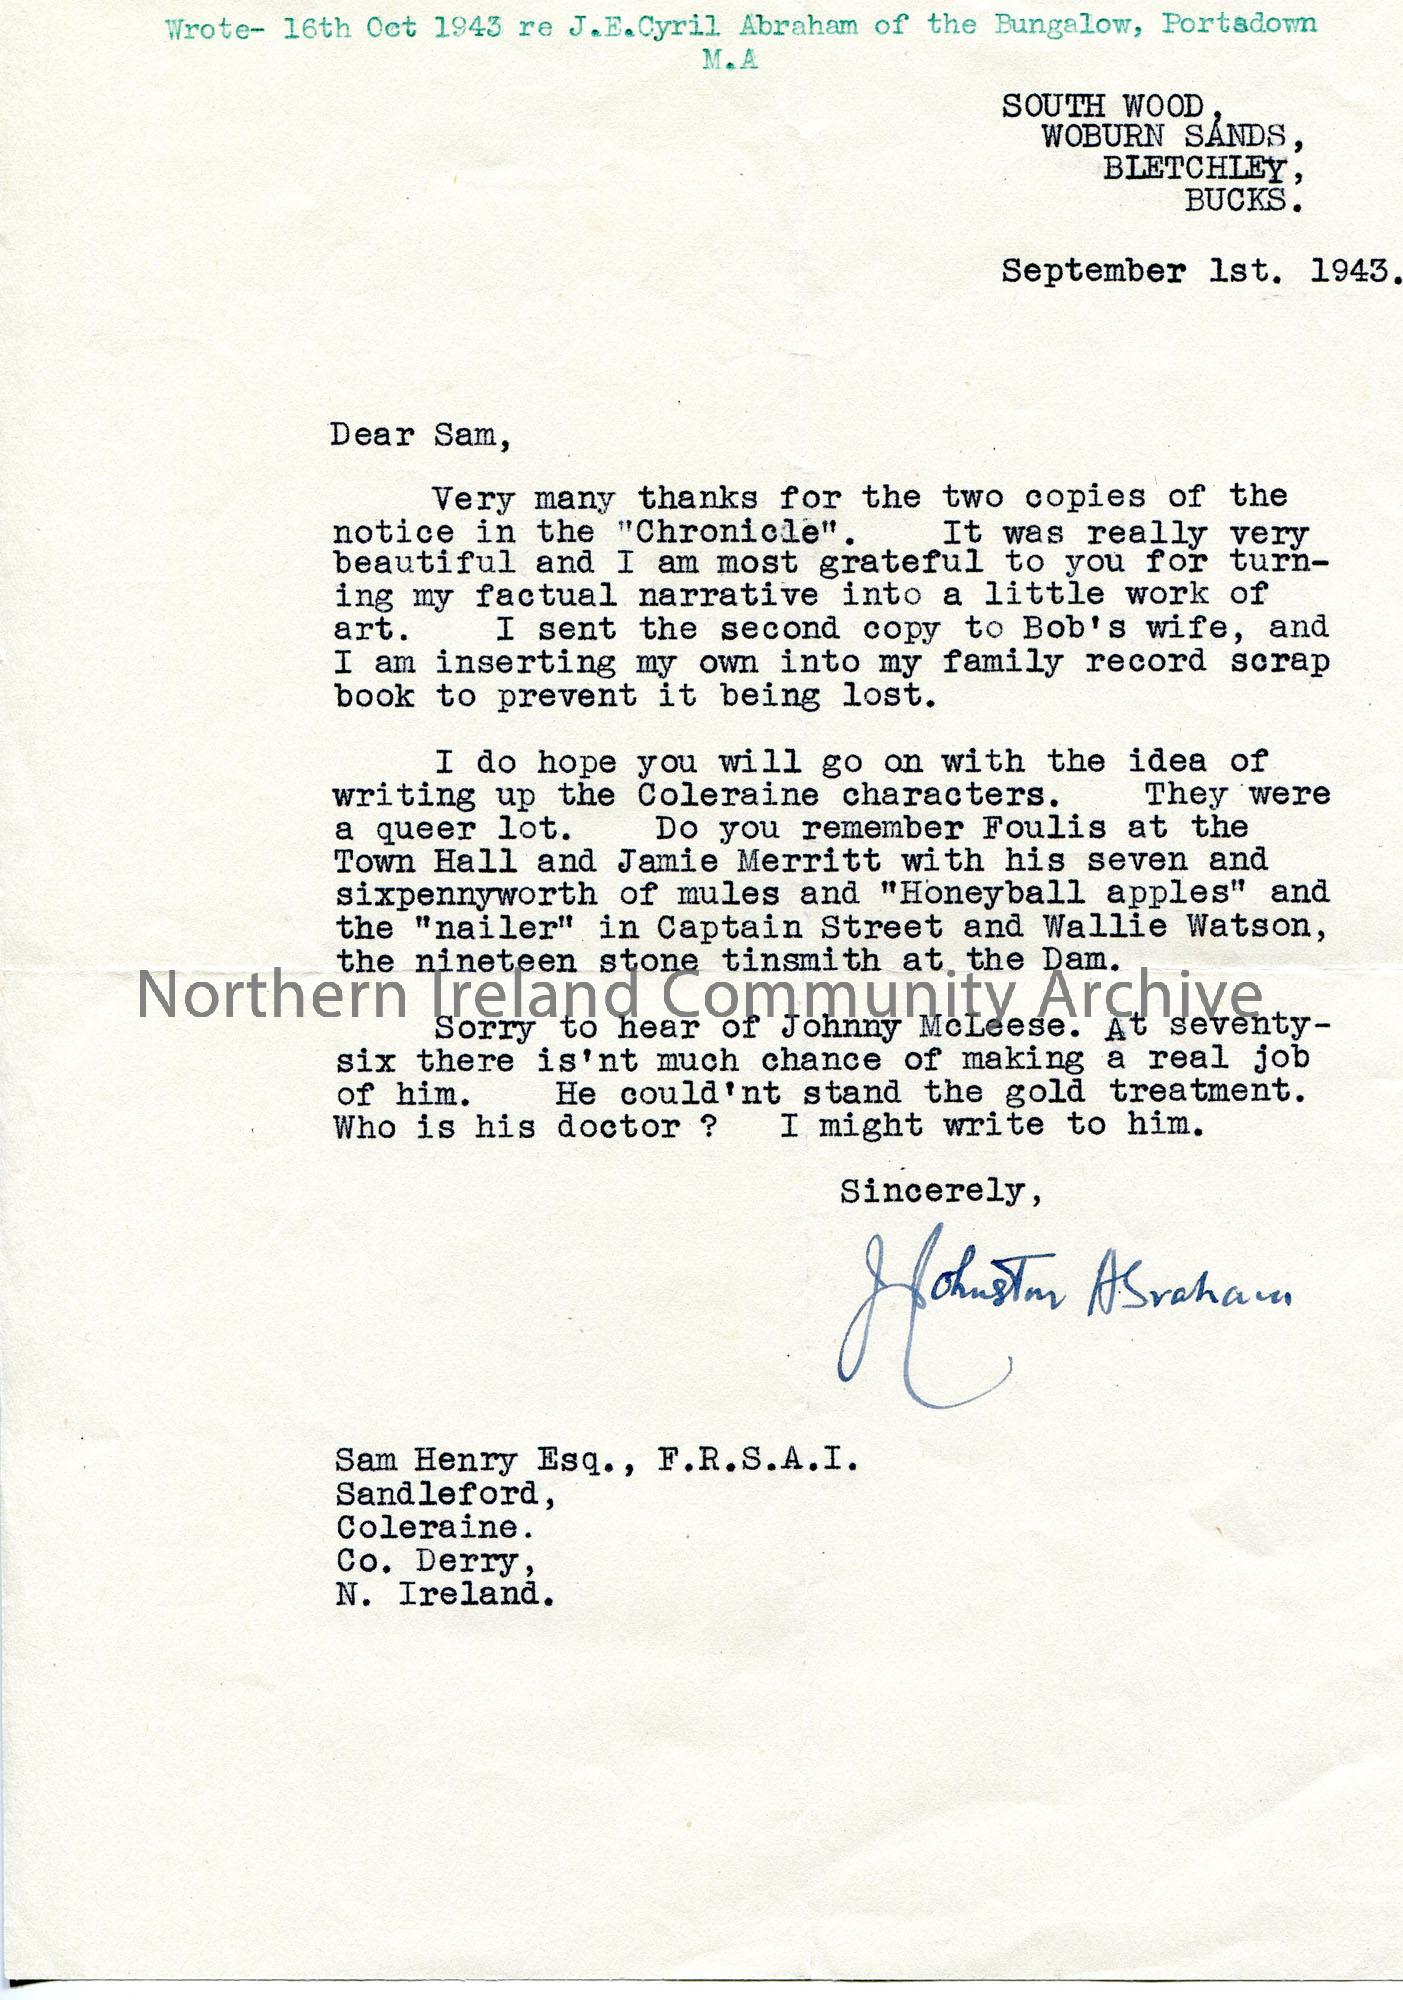 Wrote- 16th Oct 1943 re J.E.Cyril Abraham of the Bungalow, Portadown
M.A
SOUTH WOOD,
WOBURN SANDS,
BLETCHLEY,
BUCKS.
September 1st. 1943.
Dear Sam,
Very many thanks for the two copies of the
notice in the "Chronicle". It was really very
beautiful and I am most grateful to you for turn-
ing my factual narrative into a little work of
art. I sent the second copy to Bob's wife, and
I am inserting my own into my family record scrap
book to prevent it being lost.
I do hope you will go on with the idea of
writing up the Coleraine characters. They were
a queer lot. Do you remember Foulis at the
Town Hall and Jamie Merritt with his seven and
sixpennyworth of mules and "Honeyball apples" and
the "nailer" in Captain Street and Wallie Watson,
the nineteen stone tinsmith at the Dam.
Northern Ireland Community Archive
Sorry to hear of Johnny McLeese. At seventy-
six there is'nt much chance of making a real job
of him. He could'nt stand the gold treatment.
Who is his doctor ? I might write to him.
Sincerely,
J Johnston Abraham
Sam Henry Esq., F.R.S.A.I.
Sandleford,
Coleraine.
Co. Derry,
N. Ireland.